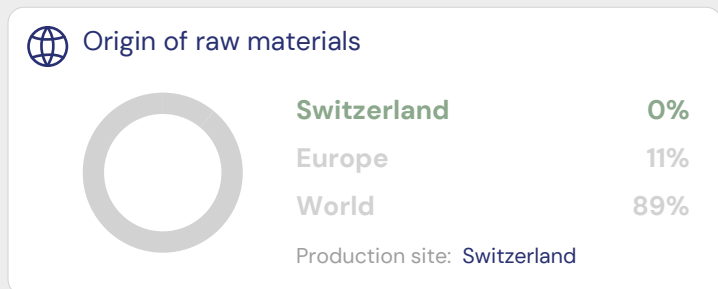 Origin of raw materials
Switzerland 0%
Europe 11%
World 89%
Production site: Switzerland